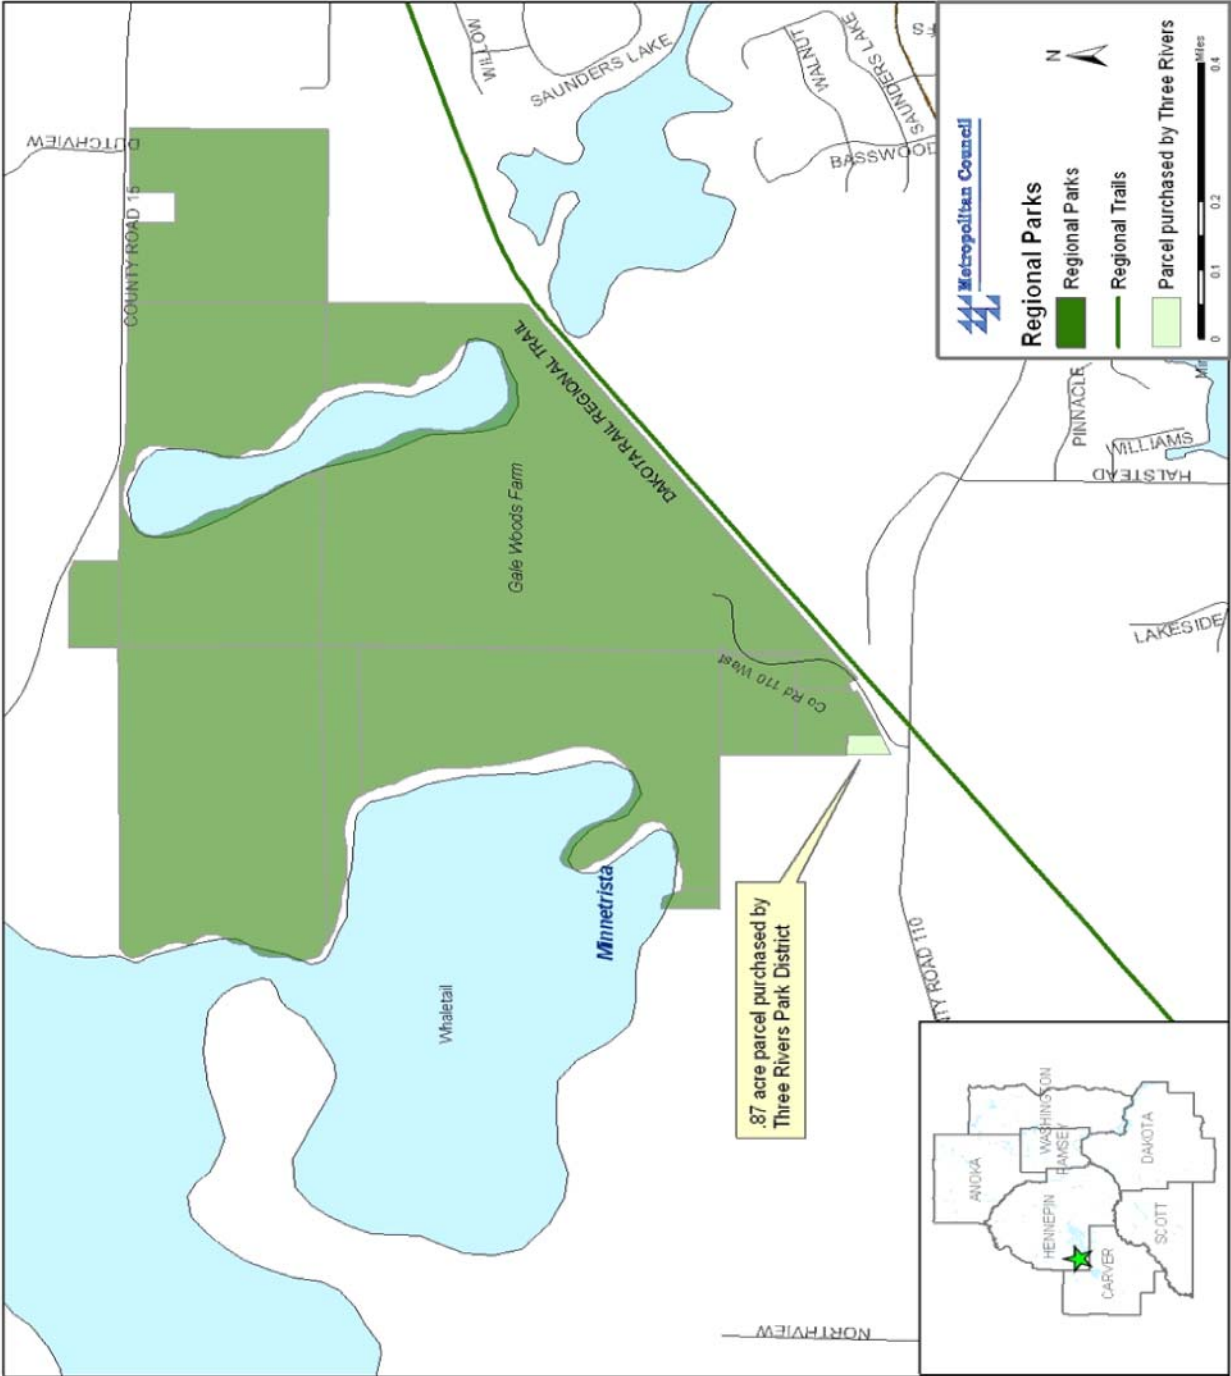 COUNTY ROAD 15
DUTCHVIEW
WILLOW
SAUNDERS LAKE
WALNUT
SAUNDERS LAKE
BASSWOOD
DAKOTA RAIL REGIONAL TRAIL
Gale Woods Farm
Co Rd 110 West
Minnetrista
Whaletail
.87 acre parcel purchased by
Three Rivers Park District
PINNACLE
WILLIAMS
HALSTEAD
LAKESIDE
NORTHVIEW
TY ROAD 110
Metropolitan Council
N
Regional Parks
Regional Parks
Regional Trails
Parcel purchased by Three Rivers
0
0.1
0.2
0.4
Miles
ANOKA
HENNEPIN
WASHINGTON
RAMSEY
CARVER
SCOTT
DAKOTA